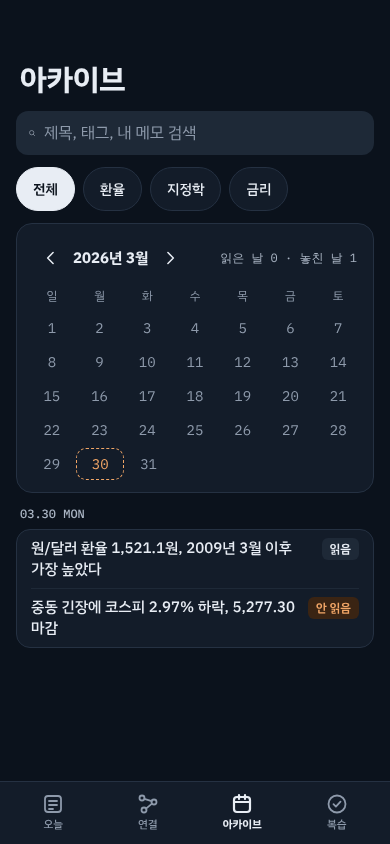 아카이브
제목, 태그, 내 메모 검색
전체 환율 지정학 금리
2026년 3월 읽은 날 0 · 놓친 날 1
일 월 화 수 목 금 토
1 2 3 4 5 6 7
8 9 10 11 12 13 14
15 16 17 18 19 20 21
22 23 24 25 26 27 28
29 30 31
03.30 MON
원/달러 환율 1,521.1원, 2009년 3월 이후 읽음
가장 높았다
중동 긴장에 코스피 2.97% 하락, 5,277.30 안 읽음
마감
오늘 연결 아카이브 복습